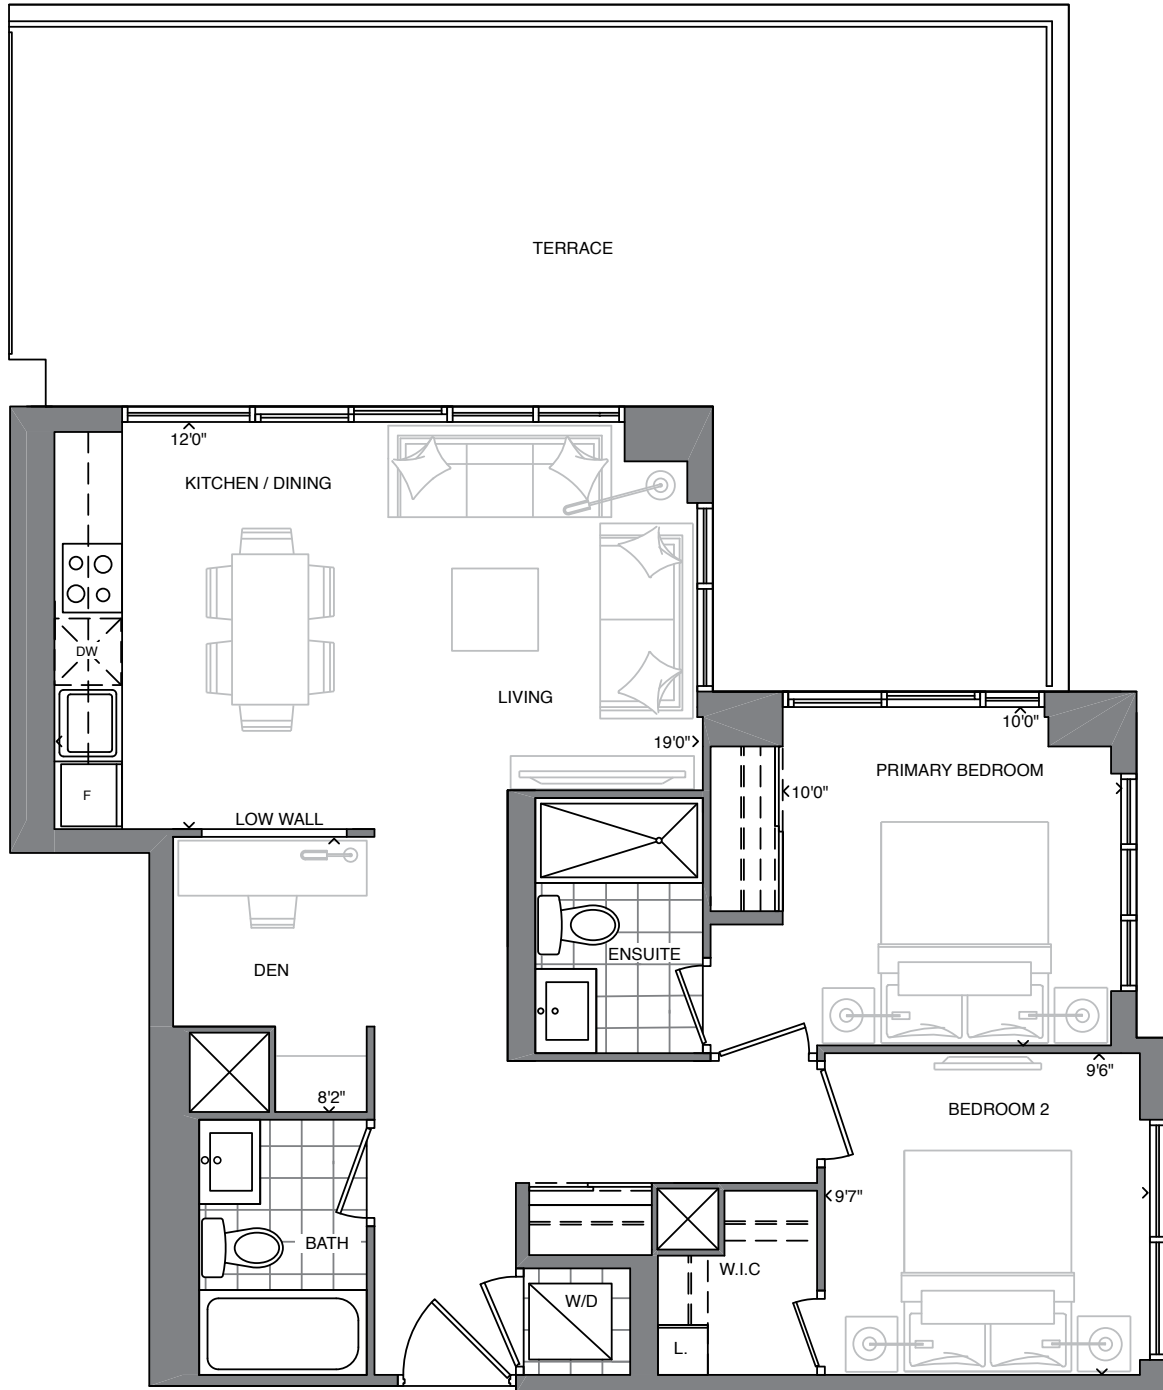 TERRACE
12'0"
KITCHEN / DINING
DW
LIVING
19'0"
10'0"
PRIMARY BEDROOM
10'0"
F
LOW WALL
ENSUITE
DEN
9'6"
8'2"
BEDROOM 2
9'7"
BATH
W.I.C
W/D
L.